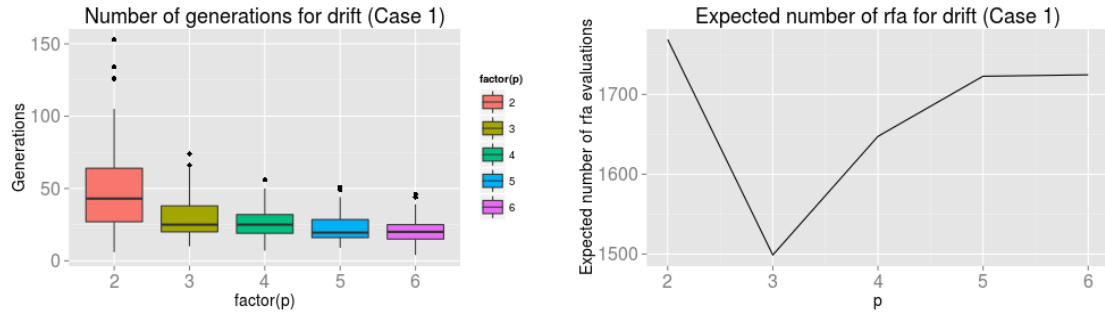 Number of generations for drift (Case 1)
Generations
150
100
50
0
2 3 4 5 6
factor(p)
factor(p)
2
3
4
5
6
Expected number of rfa for drift (Case 1)
Expected number of rfa evaluations
1700
1600
1500
2 3 4 5 6
p